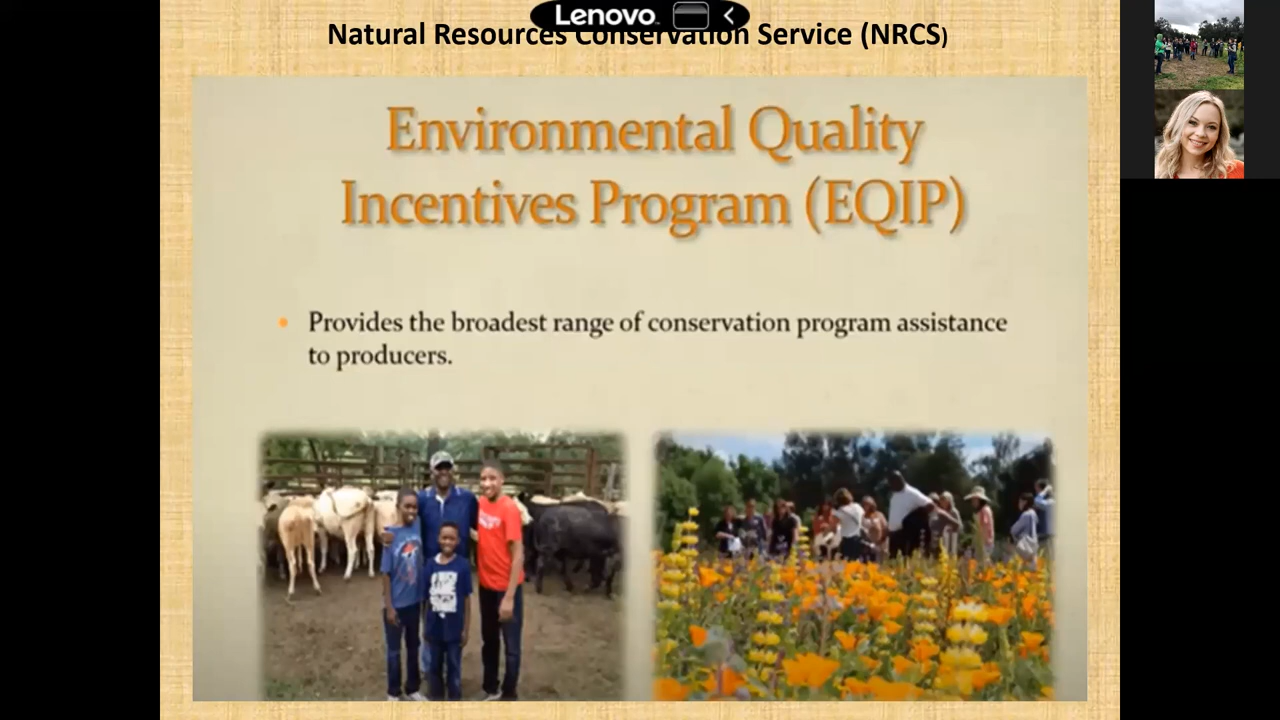 Lenovo
Natural Resources Conservation Service (NRCS)
Environmental Quality
Incentives Program (EQIP)
• Provides the broadest range of conservation program assistance
to producers.